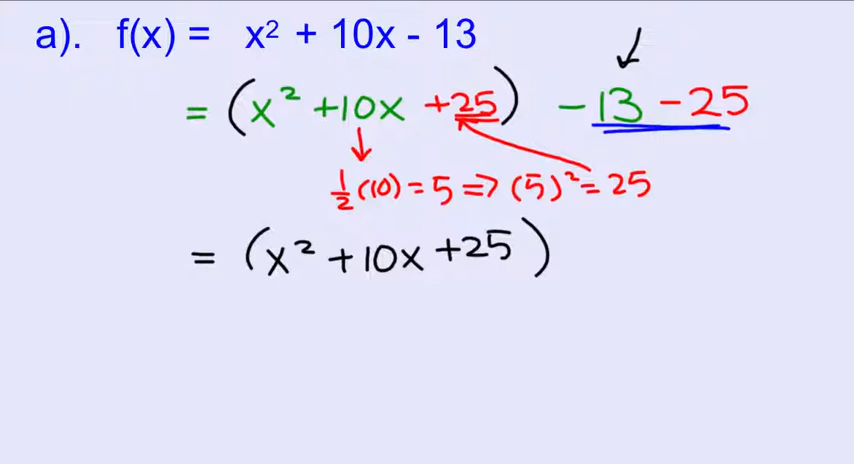 a). f(x) = x² + 10x - 13
= (x² +10x +25) -13 -25
½(10) = 5 => (5)² = 25
= (x² +10x +25)